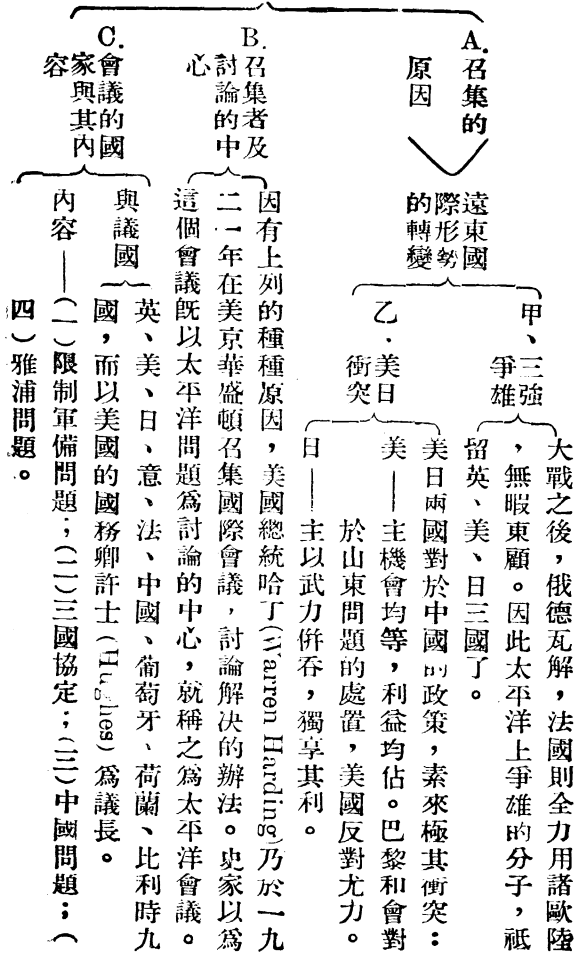 A.召集的
原因
遠東國
際形勢
的轉變
甲、三強
爭雄
大戰之後，俄德瓦解，法國則全力用諸歐陸
，無暇東顧。因此太平洋上爭雄的分子，祇
留英、美、日三國了。
乙．美日
衝突
美日兩國對於中國的政策，素來極其衝突：
美——主機會均等，利益均佔。巴黎和會對
於山東問題的處置，美國反對尤力。
日——主以武力併吞，獨享其利。
B.召集者及
討論的中
心
因有上列的種種原因，美國總統哈丁(Warren Harding)乃於一九
二一年在美京華盛頓召集國際會議，討論解決的辦法。史家以爲
這個會議旣以太平洋問題爲討論的中心，就稱之爲太平洋會議。
C.會議的國
家與其內
容
與議國
英、美、日、意、法、中國、葡萄牙、荷蘭、比利時九
國，而以美國的國務卿許士(Hughes)爲議長。
內容——(一)限制軍備問題；(二)三國協定；(三)中國問題；(
四)雅浦問題。